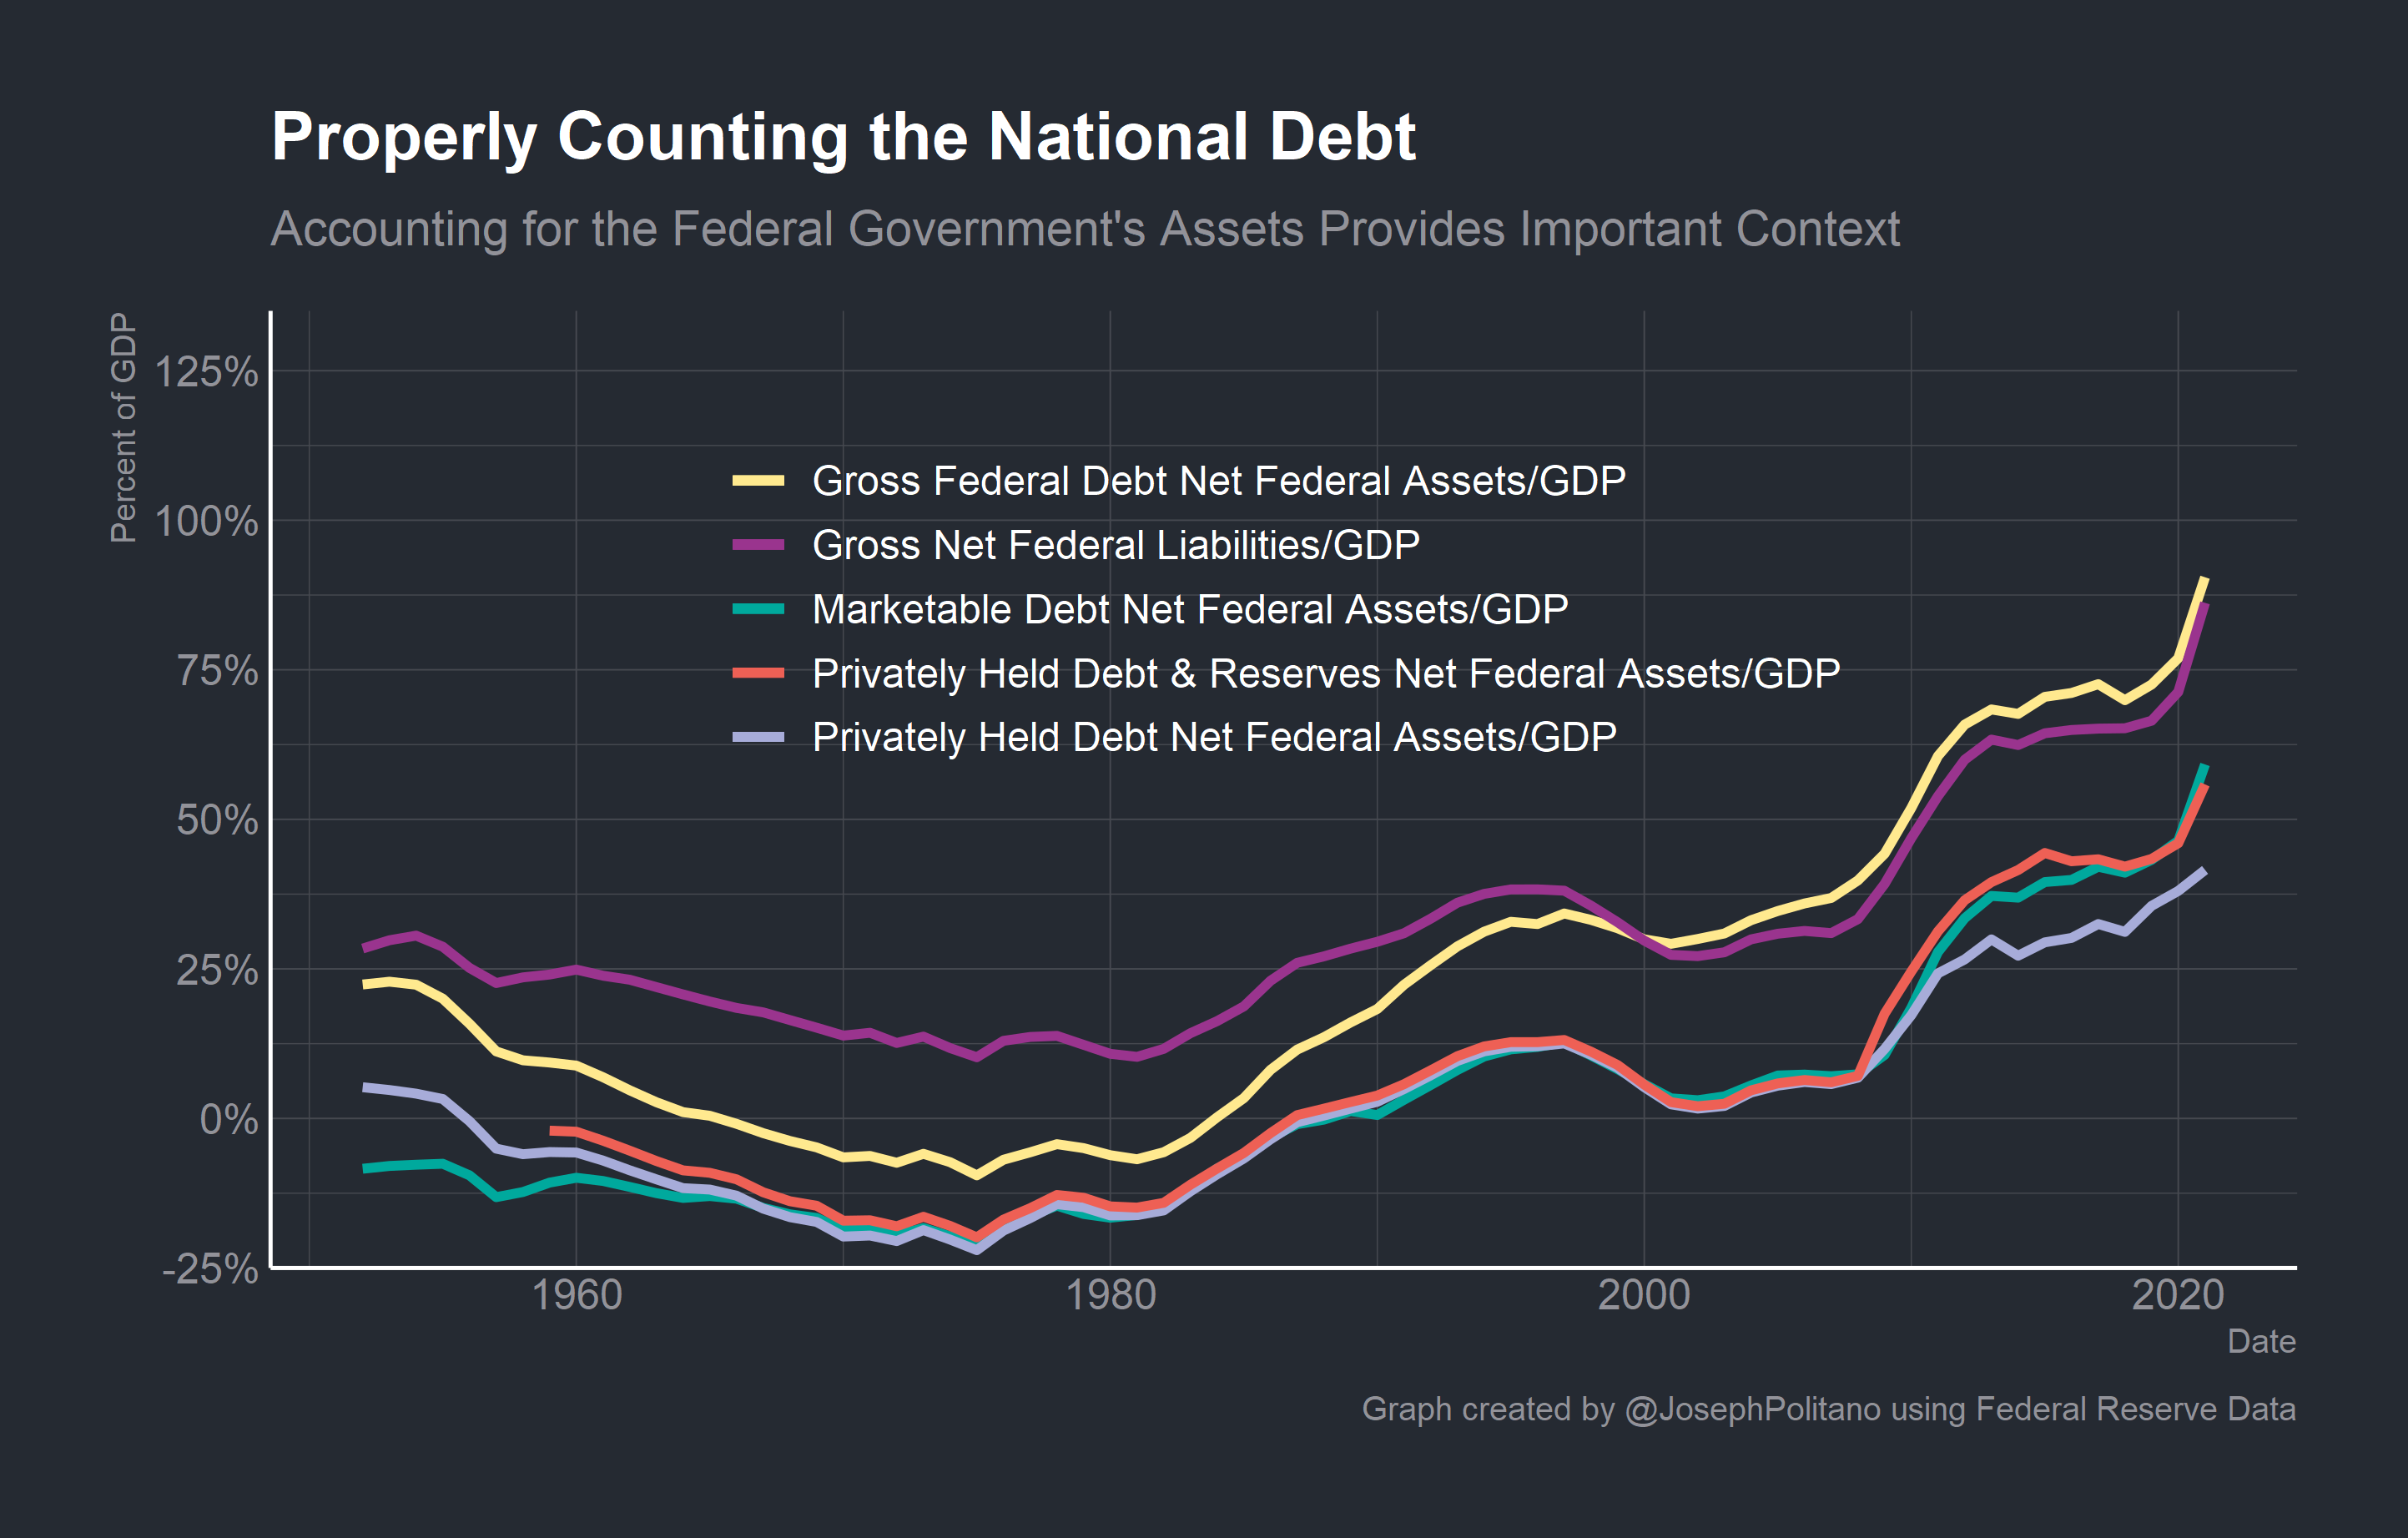 Properly Counting the National Debt
Accounting for the Federal Government's Assets Provides Important Context
Percent of GDP
125%
100%
75%
50%
25%
0%
-25%
Gross Federal Debt Net Federal Assets/GDP
Gross Net Federal Liabilities/GDP
Marketable Debt Net Federal Assets/GDP
Privately Held Debt & Reserves Net Federal Assets/GDP
Privately Held Debt Net Federal Assets/GDP
1960 1980 2000 2020
Date
Graph created by @JosephPolitano using Federal Reserve Data